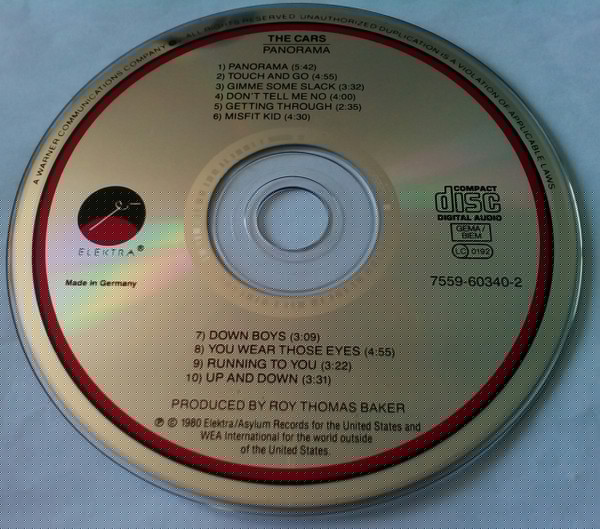 A WARNER COMMUNICATIONS COMPANY ALL RIGHTS RESERVED. UNAUTHORIZED DUPLICATION IS A VIOLATION OF APPLICABLE LAWS
THE CARS
PANORAMA
1) PANORAMA (5:42)
2) TOUCH AND GO (4:55)
3) GIMME SOME SLACK (3:32)
4) DON'T TELL ME NO (4:00)
5) GETTING THROUGH (2:35)
6) MISFIT KID (4:30)
ELEKTRA®
Made in Germany
COMPACT
disc
DIGITAL AUDIO
GEMA/
BIEM
LC 0192
7559-60340-2
7) DOWN BOYS (3:09)
8) YOU WEAR THOSE EYES (4:55)
9) RUNNING TO YOU (3:22)
10) UP AND DOWN (3:31)
PRODUCED BY ROY THOMAS BAKER
℗ © 1980 Elektra/Asylum Records for the United States and
WEA International for the world outside
of the United States.